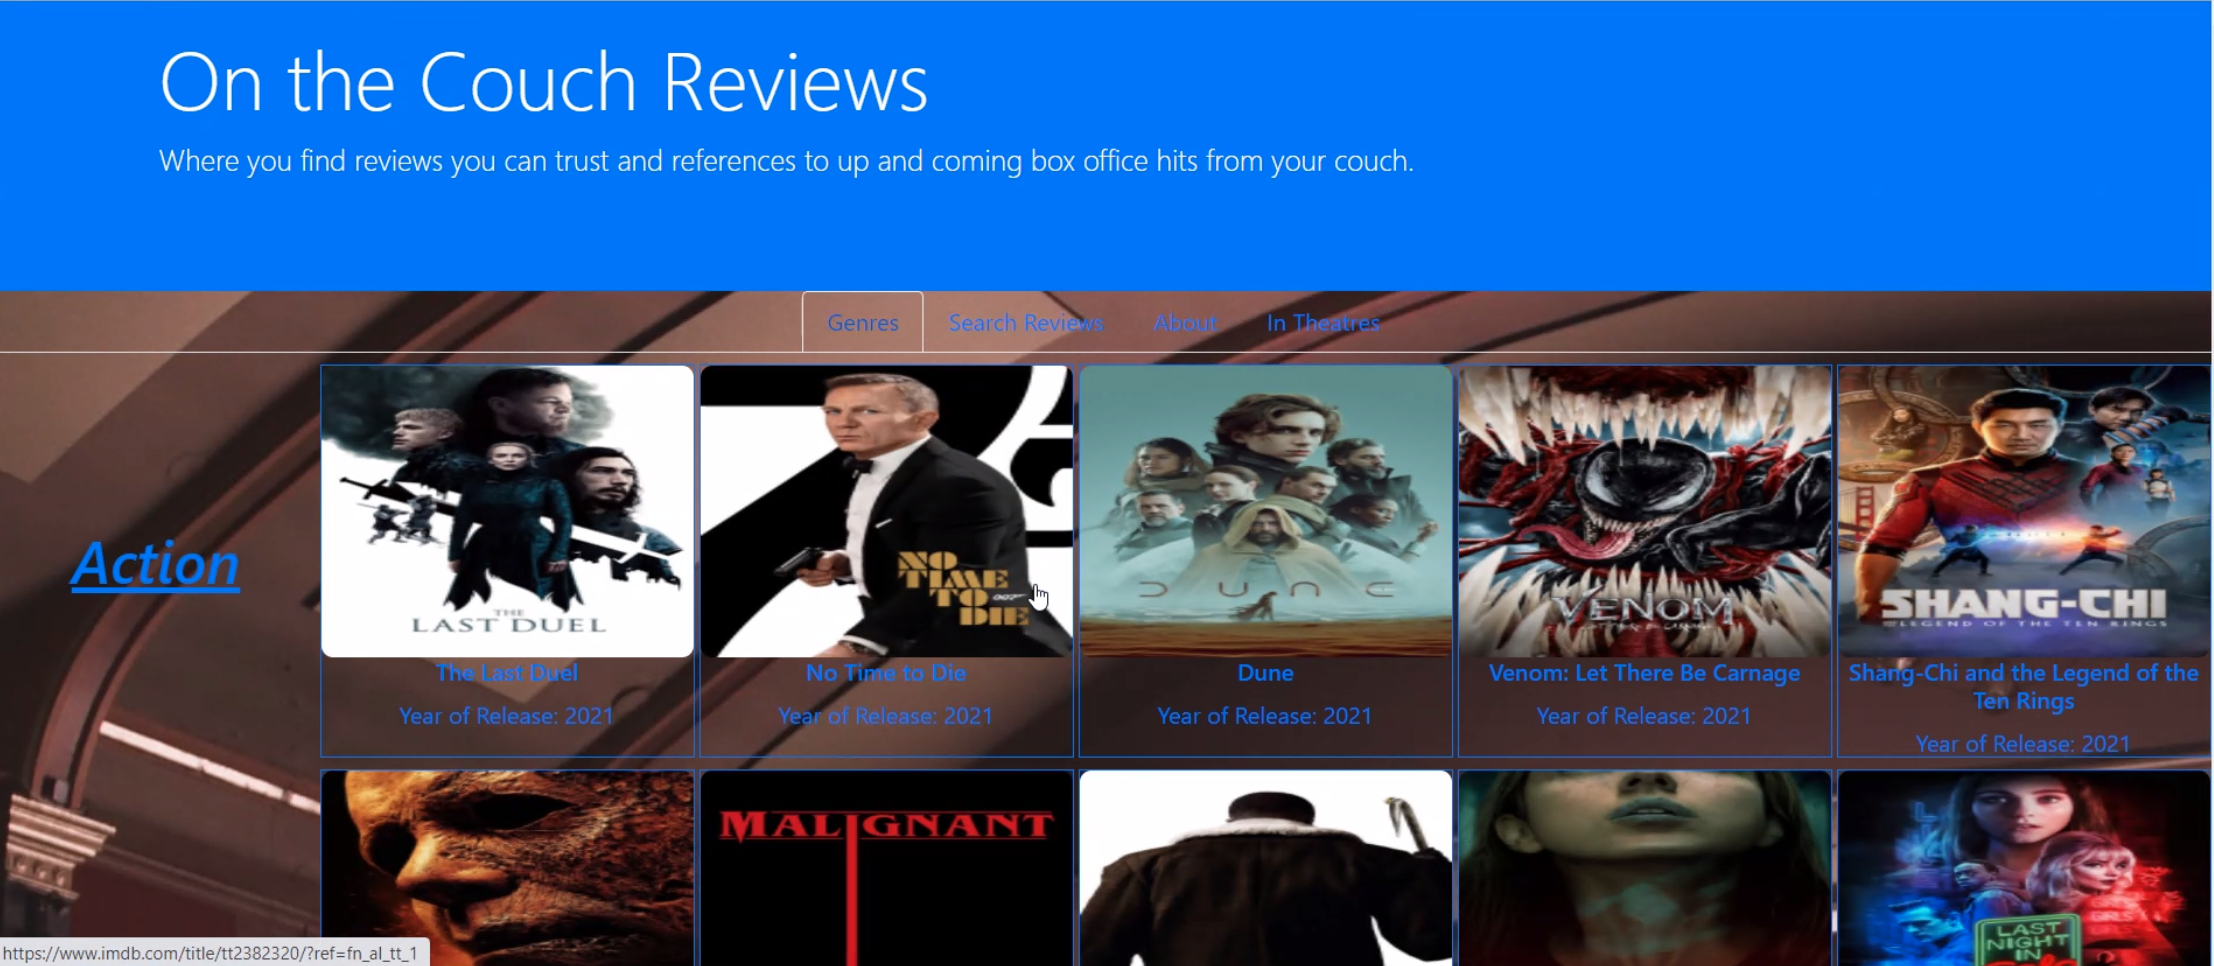 On the Couch Reviews
Where you find reviews you can trust and references to up and coming box office hits from your couch.
Genres
Search Reviews
About
In Theatres
Action
THE
LAST DUEL
The Last Duel
Year of Release: 2021
NO
TIME
TO 007
DIE
No Time to Die
Year of Release: 2021
DUNE
Dune
Year of Release: 2021
VENOM
Venom: Let There Be Carnage
Year of Release: 2021
SHANG-CHI
LEGEND OF THE TEN RINGS
Shang-Chi and the Legend of the
Ten Rings
Year of Release: 2021
MALIGNANT
LAST
NIGHT
IN
https://www.imdb.com/title/tt2382320/?ref=fn_al_tt_1